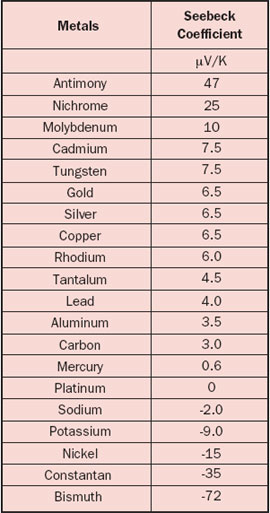 Metals Seebeck
Coefficient
µV/K
Antimony 47
Nichrome 25
Molybdenum 10
Cadmium 7.5
Tungsten 7.5
Gold 6.5
Silver 6.5
Copper 6.5
Rhodium 6.0
Tantalum 4.5
Lead 4.0
Aluminum 3.5
Carbon 3.0
Mercury 0.6
Platinum 0
Sodium -2.0
Potassium -9.0
Nickel -15
Constantan -35
Bismuth -72